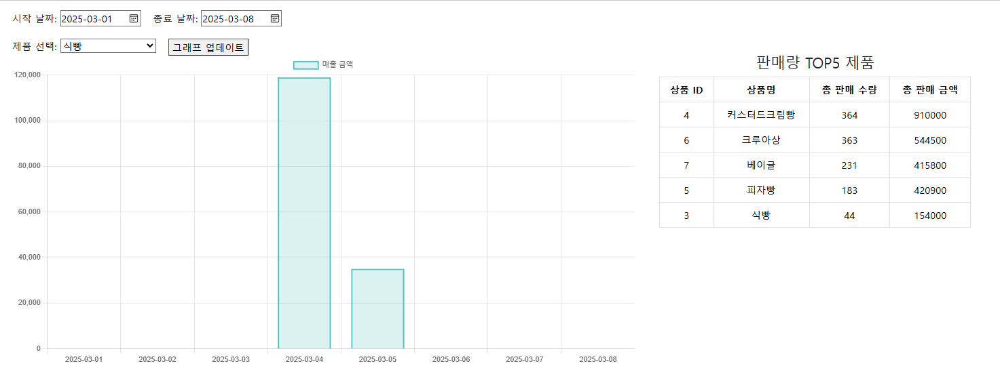 시작 날짜: 2025-03-01 종료 날짜: 2025-03-08
제품 선택: 식빵 그래프 업데이트
매출 금액
120,000
100,000
80,000
60,000
40,000
20,000
0
2025-03-01 2025-03-02 2025-03-03 2025-03-04 2025-03-05 2025-03-06 2025-03-07 2025-03-08
판매량 TOP5 제품
상품 ID 상품명 총 판매 수량 총 판매 금액
4 커스터드크림빵 364 910000
6 크루아상 363 544500
7 베이글 231 415800
5 피자빵 183 420900
3 식빵 44 154000